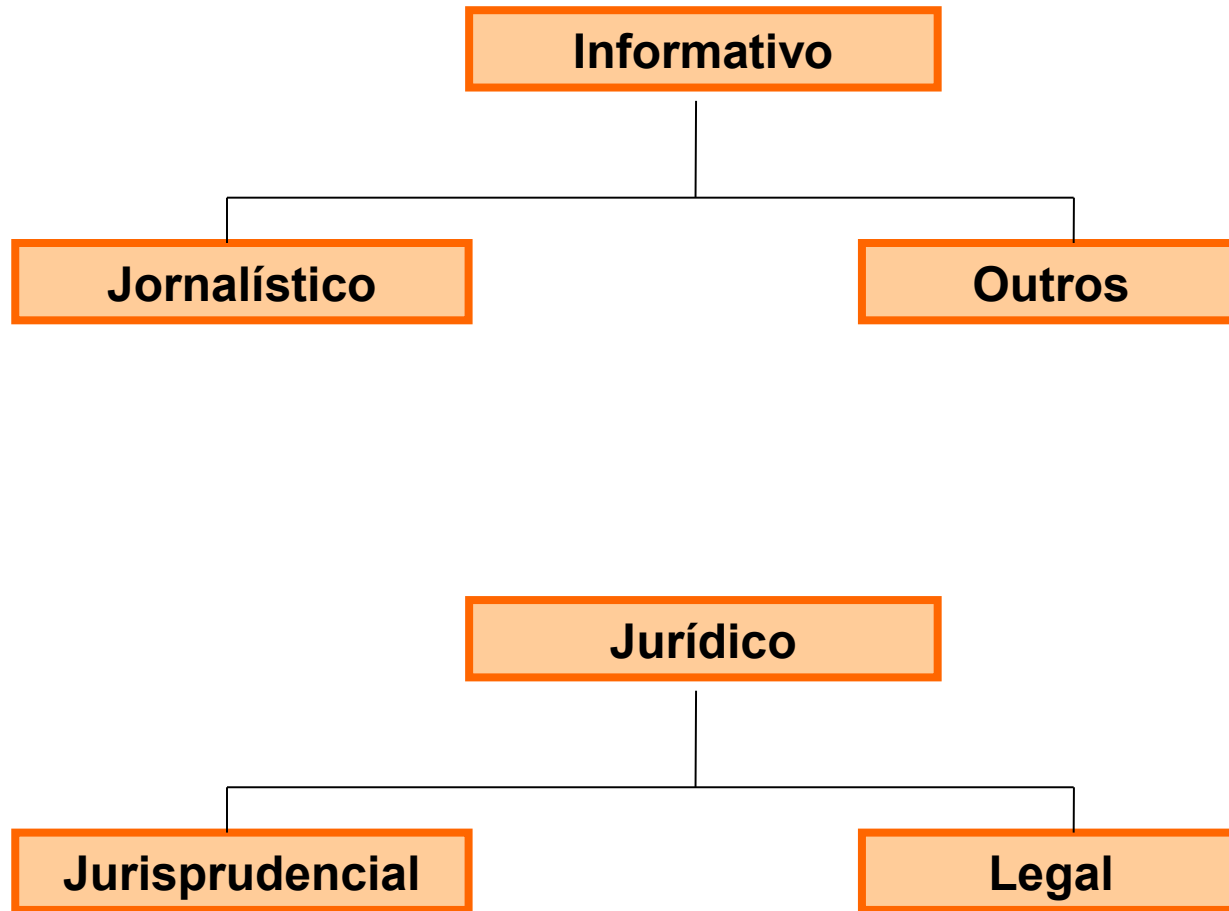 Informativo
Jornalístico
Outros
Jurídico
Jurisprudencial
Legal